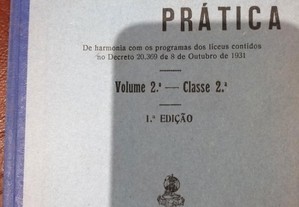 PRÁTICA
De harmonia com os programas dos liceus contidos
no Decreto 20.369 de 8 de Outubro de 1931
Volume 2.º — Classe 2.ª
1.ª EDIÇÃO